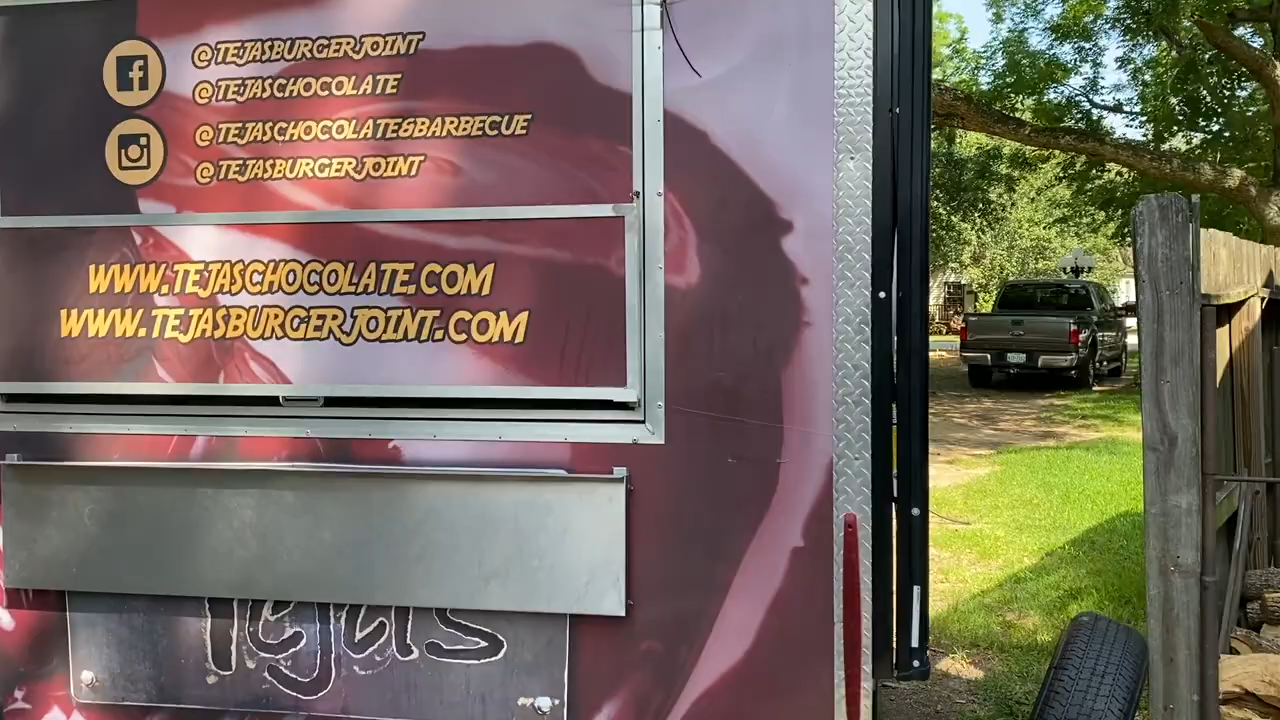 @TEJASBURGERJOINT
@TEJASCHOCOLATE
@TEJASCHOCOLATE&BARBECUE
@TEJASBURGERJOINT
WWW.TEJASCHOCOLATE.COM
WWW.TEJASBURGERJOINT.COM
Tejas